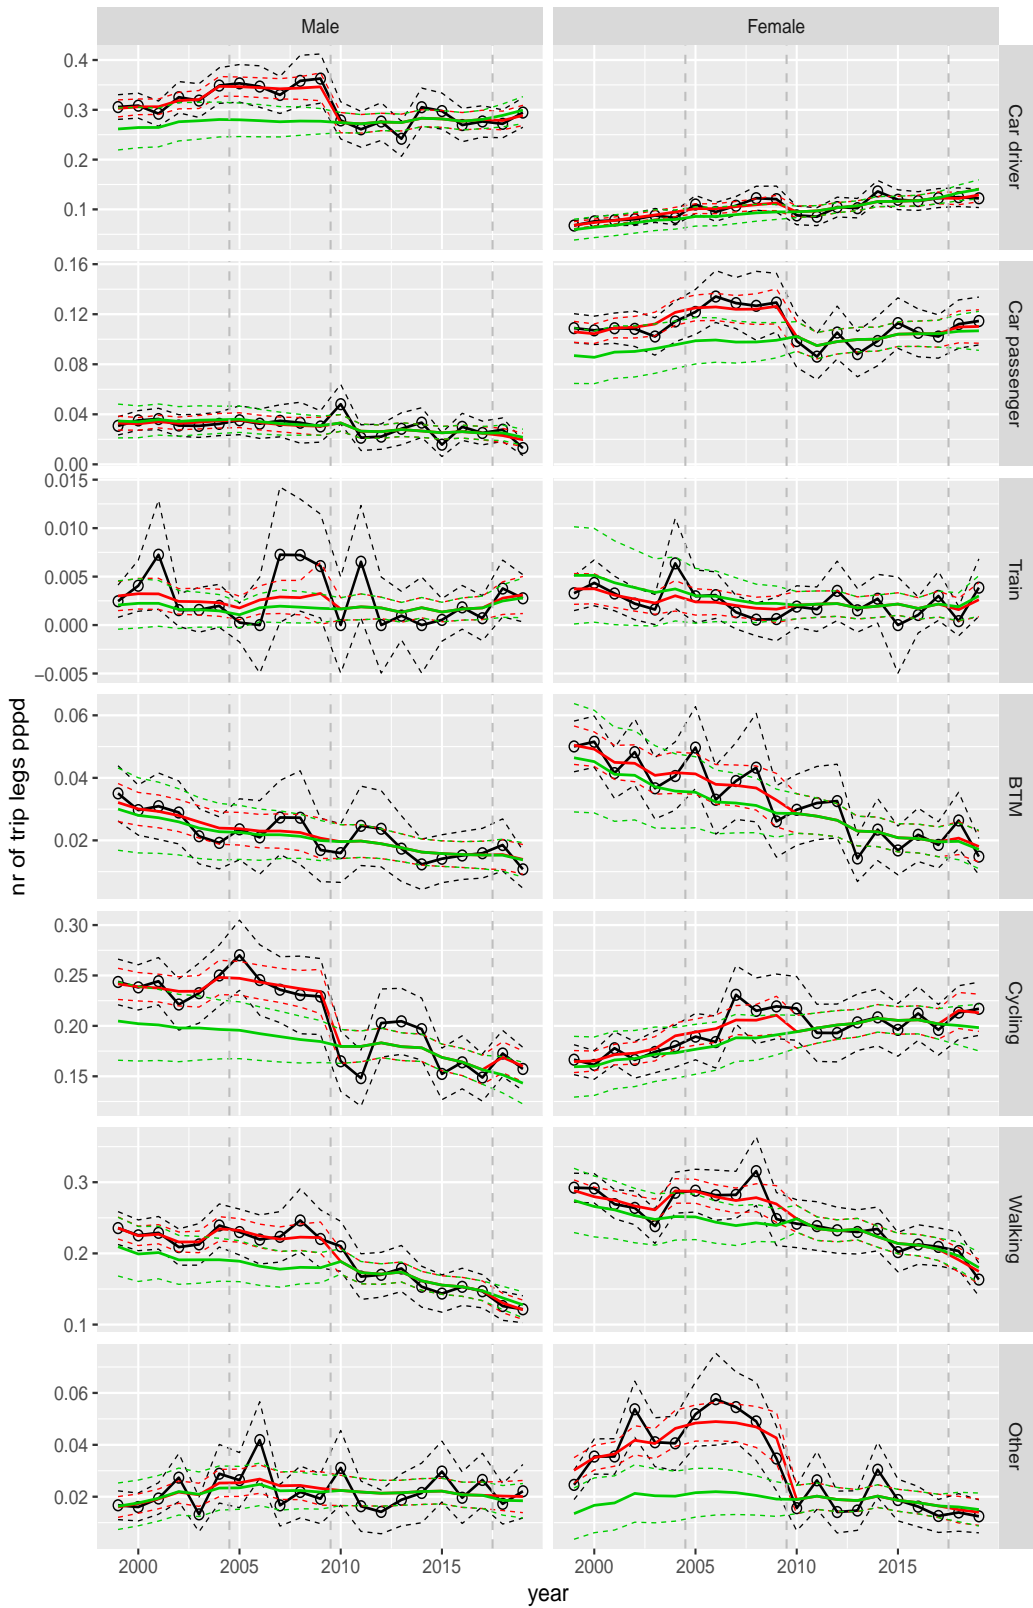 Male Female
0.4
0.3
0.2
0.1
Car driver
0.16
0.12
0.08
0.04
0.00
Car passenger
0.015
0.010
0.005
0.000
−0.005
Train
0.06
0.04
0.02
BTM
0.30
0.25
0.20
0.15
Cycling
0.3
0.2
0.1
Walking
0.06
0.04
0.02
Other
2000 2005 2010 2015 2000 2005 2010 2015
year
nr of trip legs pppd